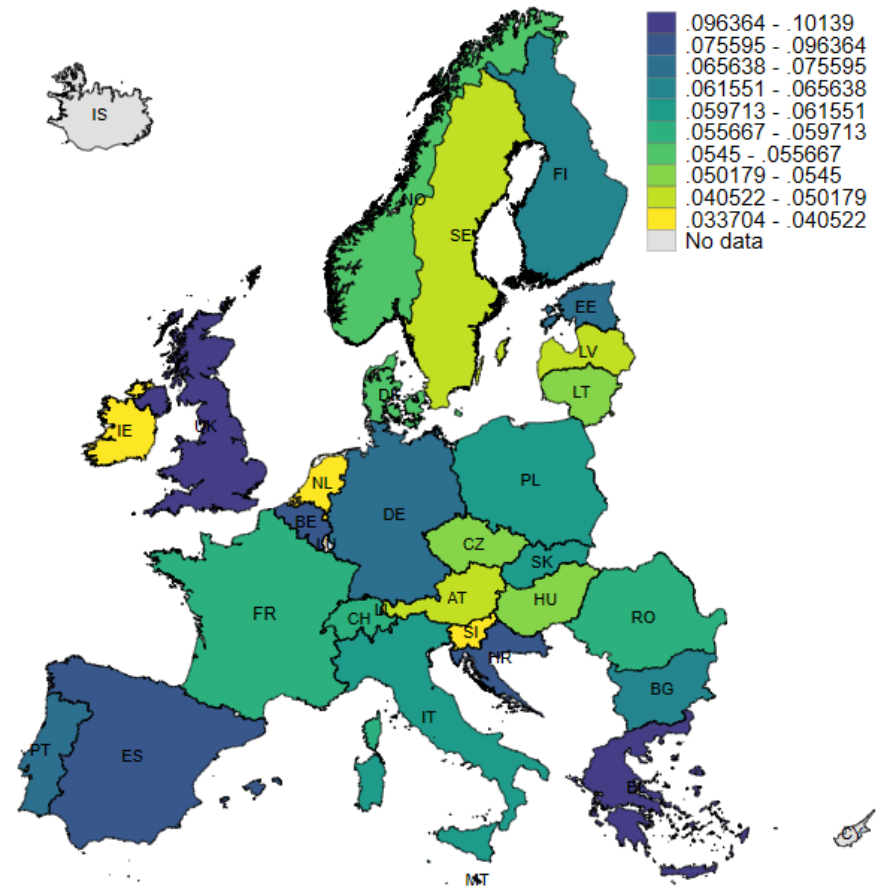 .096364 - .10139
.075595 - .096364
.065638 - .075595
.061551 - .065638
.059713 - .061551
.055667 - .059713
.0545 - .055667
.050179 - .0545
.040522 - .050179
.033704 - .040522
No data
IS
FI
NO
SE
EE
LV
LT
IE
UK
NL
PL
DE
BE
CZ
SK
AT
HU
FR
CH
RO
SI
HR
BG
IT
PT
ES
EL
MT